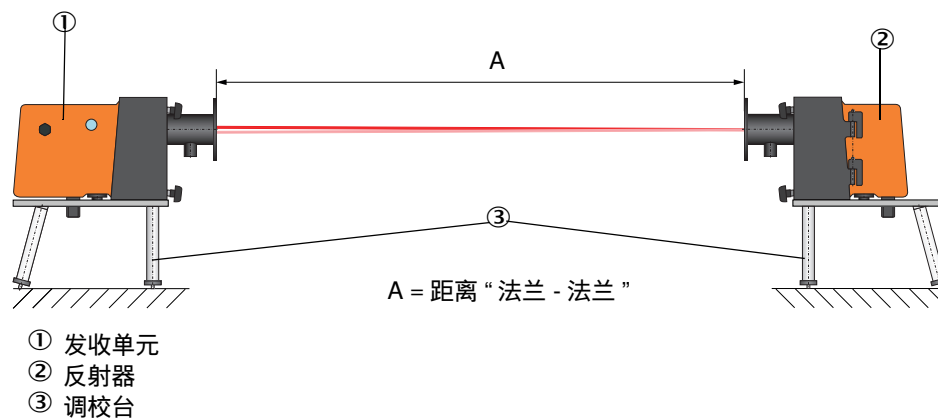 ①
②
A
③
A = 距离 “ 法兰 - 法兰 ”
① 发收单元
② 反射器
③ 调校台